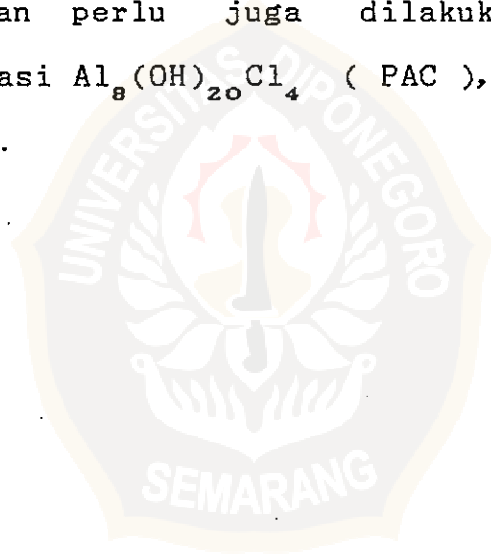 an perlu juga dilakuk
asi Al₈(OH)₂₀Cl₄ ( PAC ),
.
UNIVERSITAS DIPONEGORO
SEMARANG